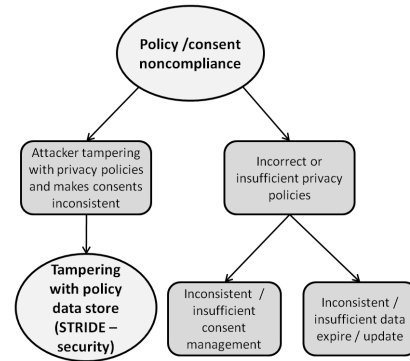 Policy /consent
noncompliance
Attacker tampering
with privacy policies
and makes consents
inconsistent
Incorrect or
insufficient privacy
policies
Tampering
with policy
data store
(STRIDE –
security)
Inconsistent /
insufficient
consent
management
Inconsistent /
insufficient data
expire / update